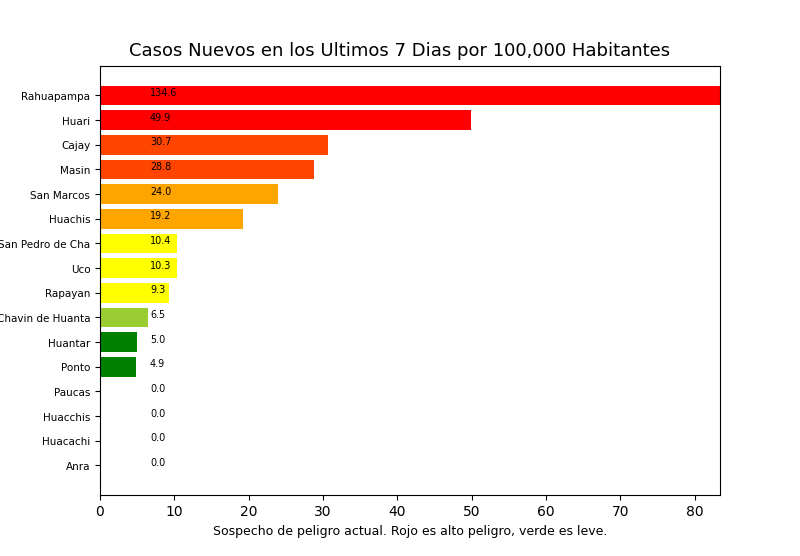 Casos Nuevos en los Ultimos 7 Dias por 100,000 Habitantes
Rahuapampa 134.6
Huari 49.9
Cajay 30.7
Masin 28.8
San Marcos 24.0
Huachis 19.2
San Pedro de Cha 10.4
Uco 10.3
Rapayan 9.3
Chavin de Huanta 6.5
Huantar 5.0
Ponto 4.9
Paucas 0.0
Huacchis 0.0
Huacachi 0.0
Anra 0.0
0 10 20 30 40 50 60 70 80
Sospecho de peligro actual. Rojo es alto peligro, verde es leve.